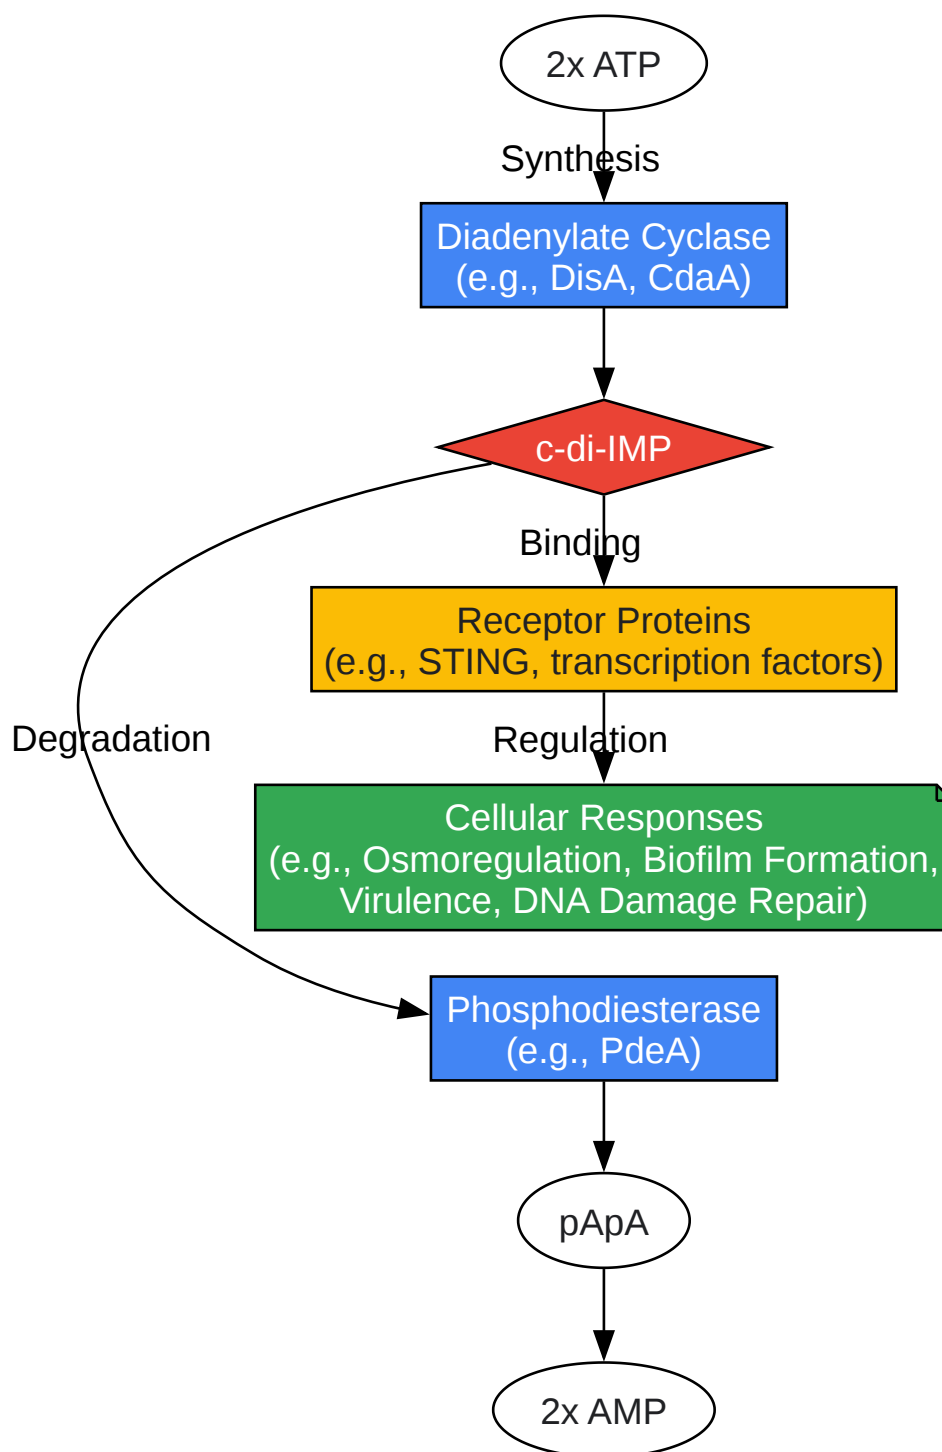 2x ATP
Synthesis
Diadenylate Cyclase
(e.g., DisA, CdaA)
c-di-IMP
Binding
Receptor Proteins
(e.g., STING, transcription factors)
Degradation
Regulation
Cellular Responses
(e.g., Osmoregulation, Biofilm Formation,
Virulence, DNA Damage Repair)
Phosphodiesterase
(e.g., PdeA)
pApA
2x AMP